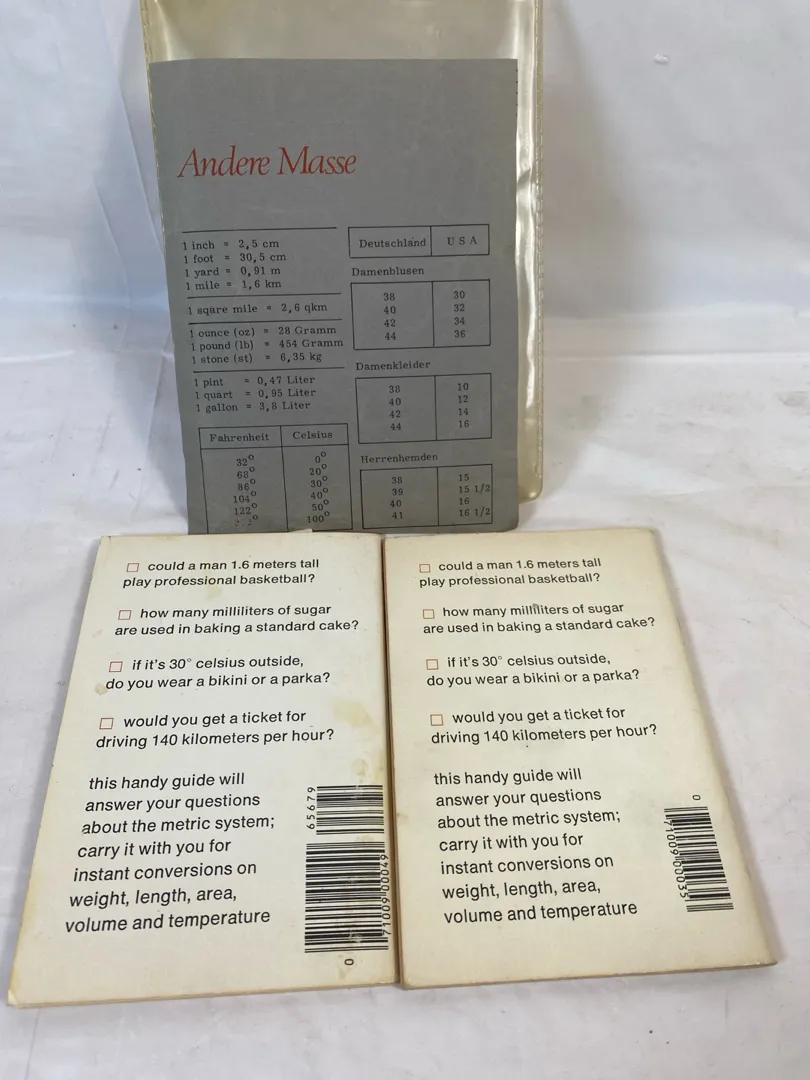 Andere Masse
1 inch = 2,5 cm
1 foot = 30,5 cm
1 yard = 0,91 m
1 mile = 1,6 km
1 sqare mile = 2,6 qkm
1 ounce (oz) = 28 Gramm
1 pound (lb) = 454 Gramm
1 stone (st) = 6,35 kg
1 pint = 0,47 Liter
1 quart = 0,95 Liter
1 gallon = 3,8 Liter
Fahrenheit Celsius
32° 0°
68° 20°
86° 30°
104° 40°
122° 50°
100°
Deutschland USA
Damenblusen
38 30
40 32
42 34
44 36
Damenkleider
38 10
40 12
42 14
44 16
Herrenhemden
38 15
39 15 1/2
40 16
41 16 1/2
could a man 1.6 meters tall
play professional basketball?
how many milliliters of sugar
are used in baking a standard cake?
if it's 30° celsius outside,
do you wear a bikini or a parka?
would you get a ticket for
driving 140 kilometers per hour?
this handy guide will
answer your questions
about the metric system;
carry it with you for
instant conversions on
weight, length, area,
volume and temperature
65679
71009 00049
0
could a man 1.6 meters tall
play professional basketball?
how many milliliters of sugar
are used in baking a standard cake?
if it's 30° celsius outside,
do you wear a bikini or a parka?
would you get a ticket for
driving 140 kilometers per hour?
this handy guide will
answer your questions
about the metric system;
carry it with you for
instant conversions on
weight, length, area,
volume and temperature
0
71009 00035